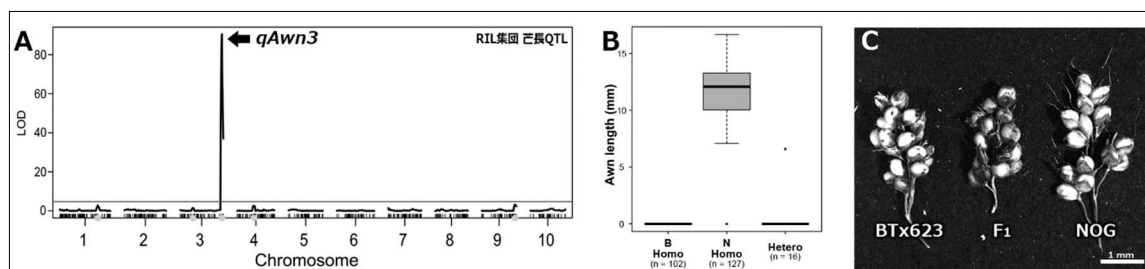 A
qAwn3
RIL集団 芒長QTL
LOD
80
60
40
20
0
1 2 3 4 5 6 7 8 9 10
Chromosome
B
Awn length (mm)
15
10
5
0
B Homo (n = 102)
N Homo (n = 127)
Hetero (n = 16)
C
BTx623 F1 NOG
1 mm